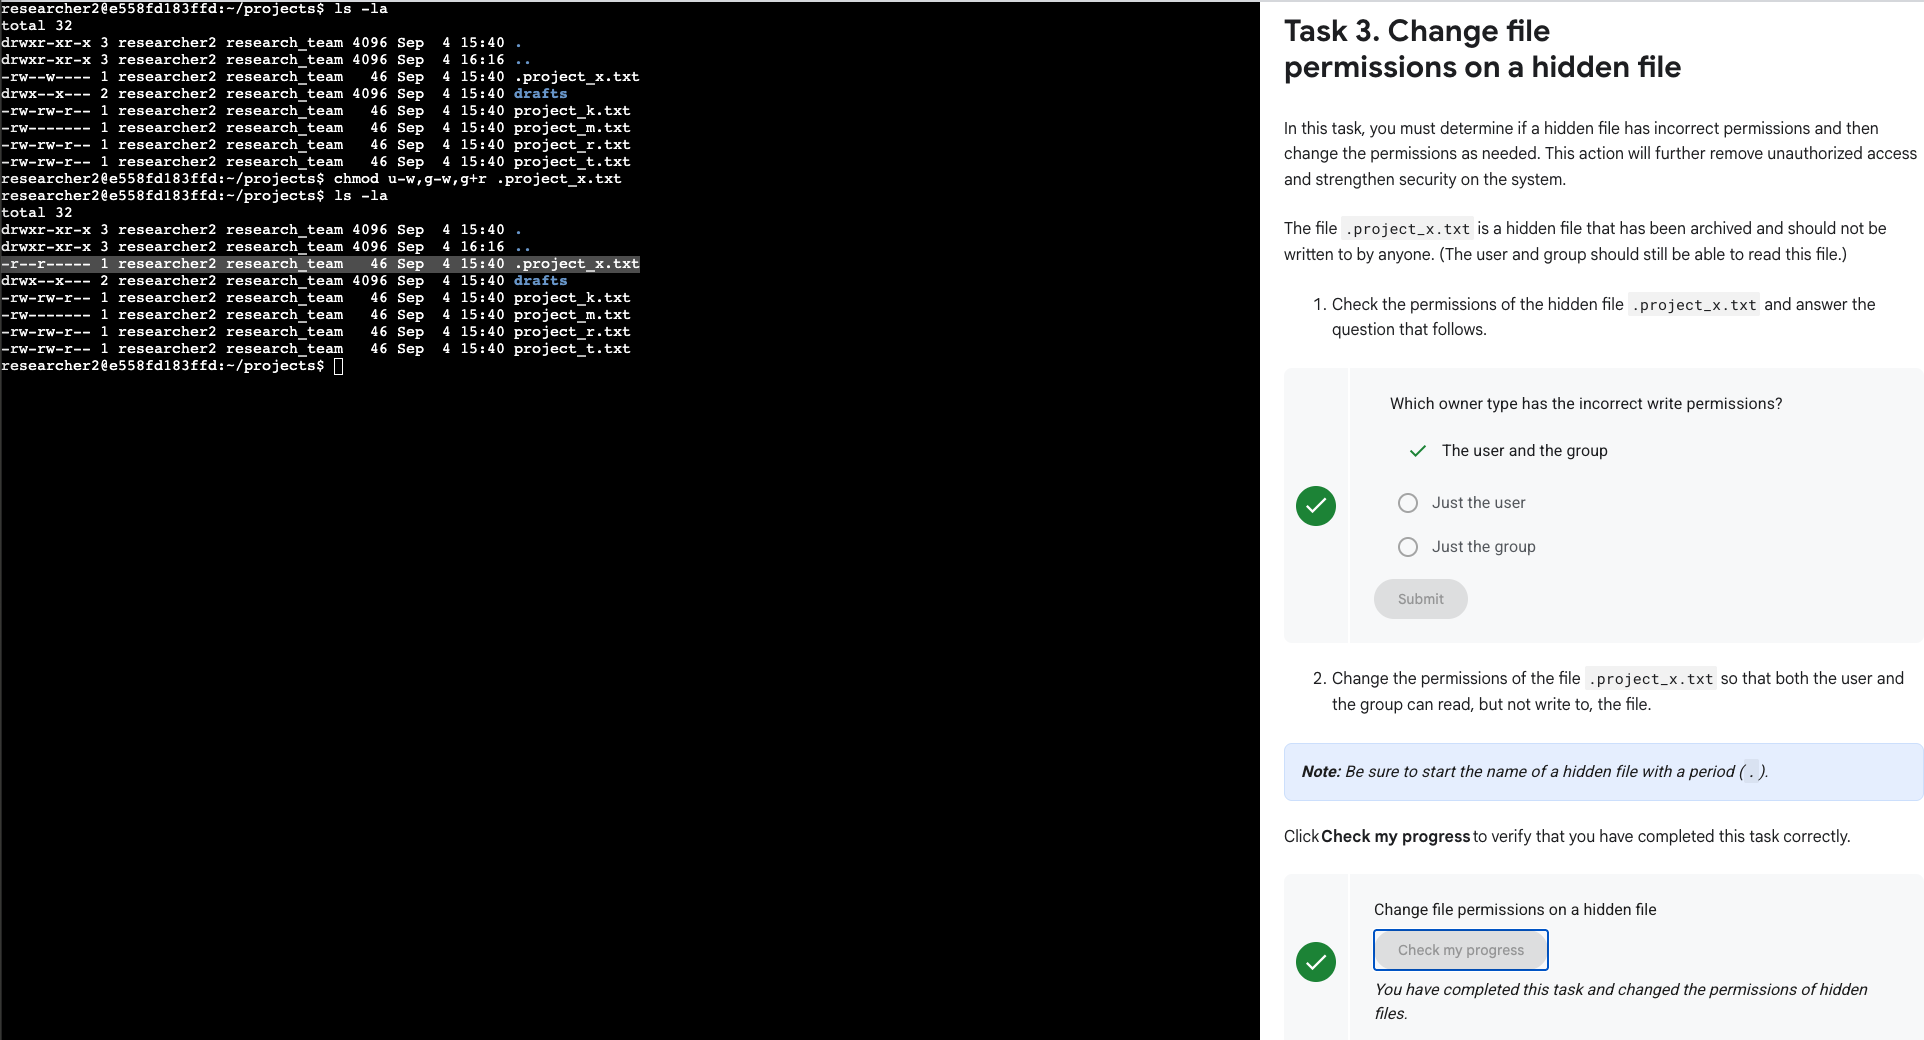 researcher2@e558fd183ffd:~/projects$ ls -la
total 32
drwxr-xr-x 3 researcher2 research_team 4096 Sep  4 15:40 .
drwxr-xr-x 3 researcher2 research_team 4096 Sep  4 16:16 ..
-rw--w---- 1 researcher2 research_team   46 Sep  4 15:40 .project_x.txt
drwx--x--- 2 researcher2 research_team 4096 Sep  4 15:40 drafts
-rw-rw-r-- 1 researcher2 research_team   46 Sep  4 15:40 project_k.txt
-rw------- 1 researcher2 research_team   46 Sep  4 15:40 project_m.txt
-rw-rw-r-- 1 researcher2 research_team   46 Sep  4 15:40 project_r.txt
-rw-rw-r-- 1 researcher2 research_team   46 Sep  4 15:40 project_t.txt
researcher2@e558fd183ffd:~/projects$ chmod u-w,g-w,g+r .project_x.txt
researcher2@e558fd183ffd:~/projects$ ls -la
total 32
drwxr-xr-x 3 researcher2 research_team 4096 Sep  4 15:40 .
drwxr-xr-x 3 researcher2 research_team 4096 Sep  4 16:16 ..
-r--r----- 1 researcher2 research_team   46 Sep  4 15:40 .project_x.txt
drwx--x--- 2 researcher2 research_team 4096 Sep  4 15:40 drafts
-rw-rw-r-- 1 researcher2 research_team   46 Sep  4 15:40 project_k.txt
-rw------- 1 researcher2 research_team   46 Sep  4 15:40 project_m.txt
-rw-rw-r-- 1 researcher2 research_team   46 Sep  4 15:40 project_r.txt
-rw-rw-r-- 1 researcher2 research_team   46 Sep  4 15:40 project_t.txt
researcher2@e558fd183ffd:~/projects$
Task 3. Change file
permissions on a hidden file
In this task, you must determine if a hidden file has incorrect permissions and then
change the permissions as needed. This action will further remove unauthorized access
and strengthen security on the system.
The file .project_x.txt is a hidden file that has been archived and should not be
written to by anyone. (The user and group should still be able to read this file.)
1. Check the permissions of the hidden file .project_x.txt and answer the
question that follows.
Which owner type has the incorrect write permissions?
The user and the group
Just the user
Just the group
Submit
2. Change the permissions of the file .project_x.txt so that both the user and
the group can read, but not write to, the file.
Note: Be sure to start the name of a hidden file with a period (.).
Click Check my progress to verify that you have completed this task correctly.
Change file permissions on a hidden file
Check my progress
You have completed this task and changed the permissions of hidden
files.